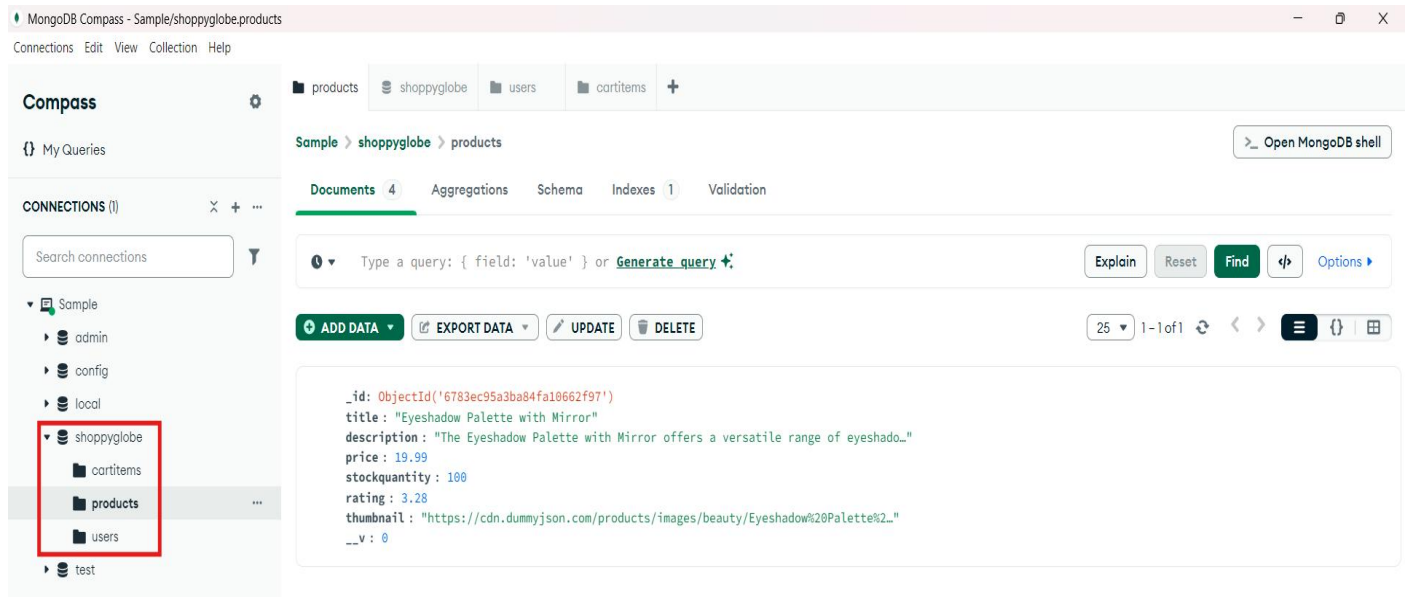 MongoDB Compass - Sample/shoppyglobe.products
Connections Edit View Collection Help
Compass
{} My Queries
CONNECTIONS (1)
Search connections
Sample
admin
config
local
shoppyglobe
cartitems
products
users
test
products shoppyglobe users cartitems
Sample > shoppyglobe > products
>_ Open MongoDB shell
Documents 4 Aggregations Schema Indexes 1 Validation
Type a query: { field: 'value' } or Generate query
Explain Reset Find </> Options
ADD DATA EXPORT DATA UPDATE DELETE
25 1-1 of 1 {}
_id: ObjectId('6783ec95a3ba84fa10662f97')
title : "Eyeshadow Palette with Mirror"
description : "The Eyeshadow Palette with Mirror offers a versatile range of eyeshado…"
price : 19.99
stockquantity : 100
rating : 3.28
thumbnail : "https://cdn.dummyjson.com/products/images/beauty/Eyeshadow%20Palette%2…"
__v : 0